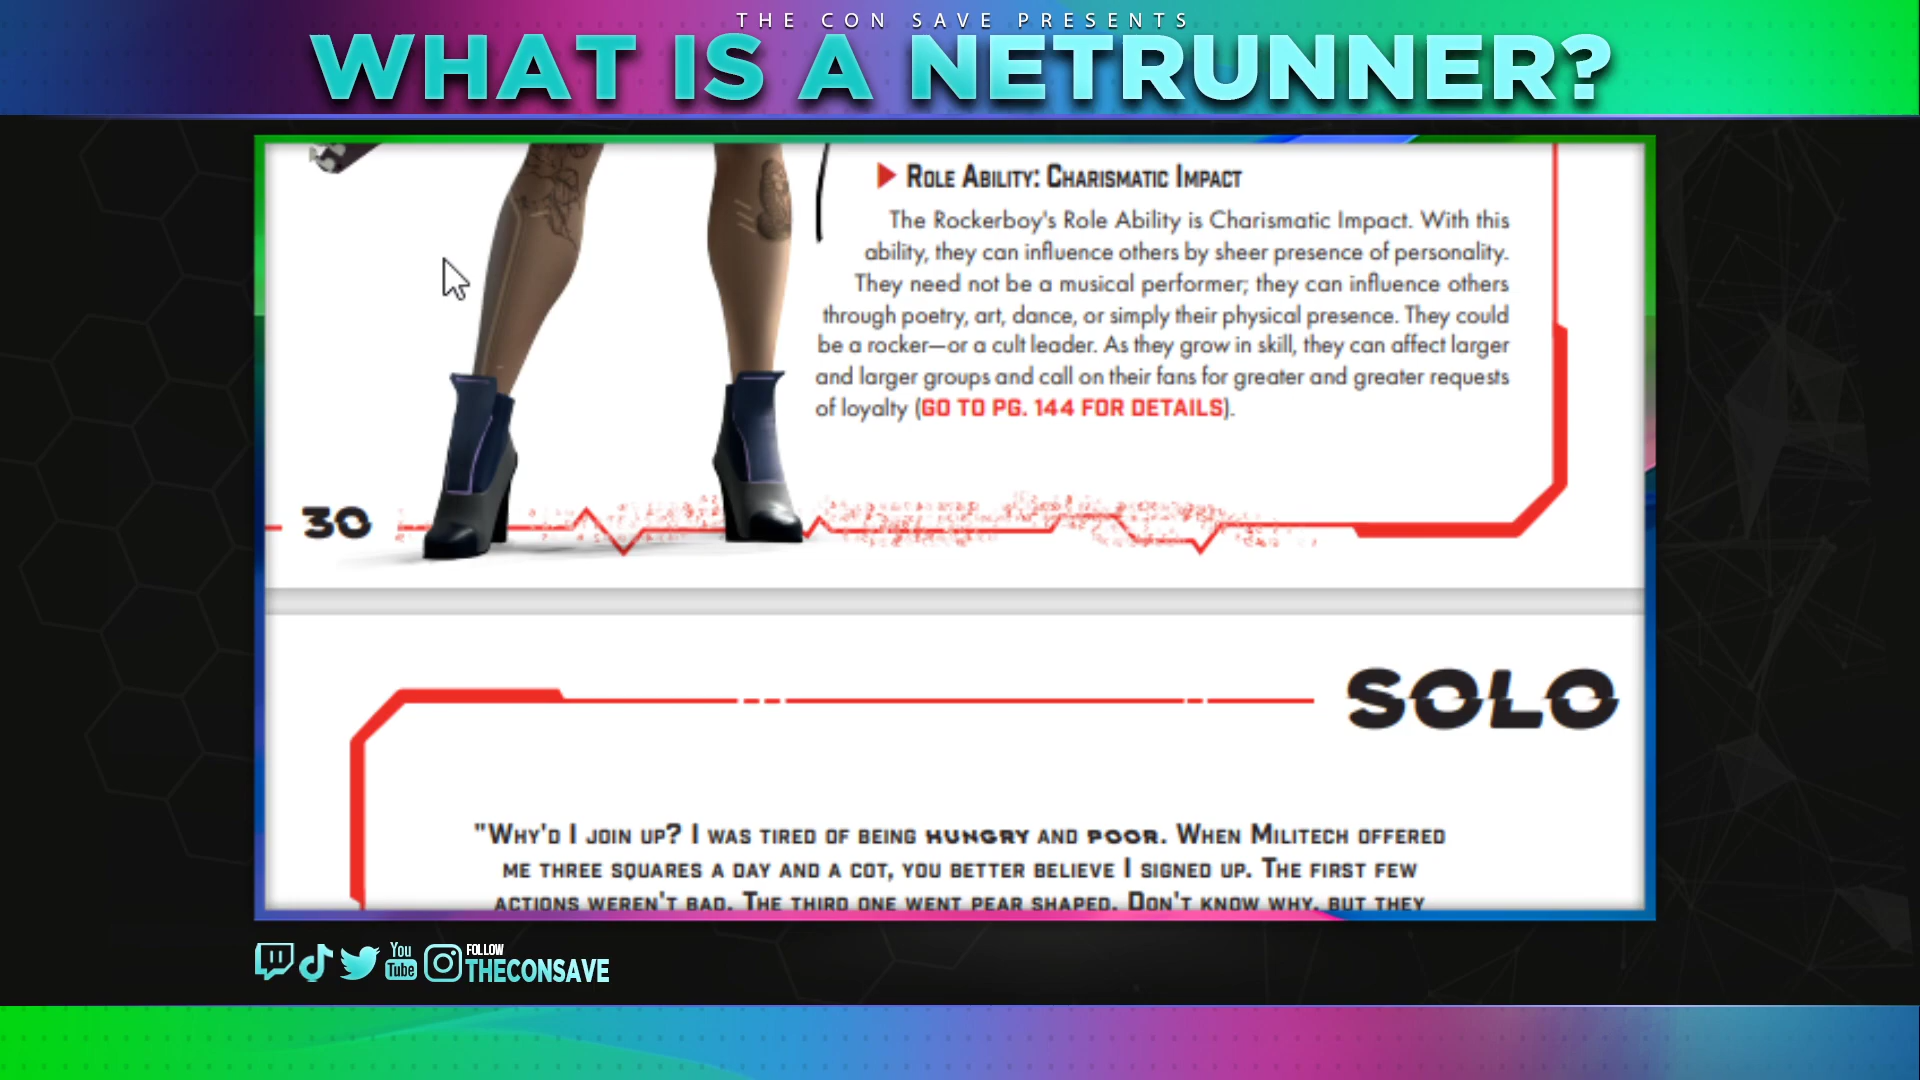 THE CON SAVE PRESENTS
WHAT IS A NETRUNNER?
ROLE ABILITY: CHARISMATIC IMPACT
The Rockerboy's Role Ability is Charismatic Impact. With this
ability, they can influence others by sheer presence of personality.
They need not be a musical performer; they can influence others
through poetry, art, dance, or simply their physical presence. They could
be a rocker—or a cult leader. As they grow in skill, they can affect larger
and larger groups and call on their fans for greater and greater requests
of loyalty (GO TO PG. 144 FOR DETAILS).
30
SOLO
"WHY'D I JOIN UP? I WAS TIRED OF BEING HUNGRY AND POOR. WHEN MILITECH OFFERED
ME THREE SQUARES A DAY AND A COT, YOU BETTER BELIEVE I SIGNED UP. THE FIRST FEW
ACTIONS WEREN'T BAD. THE THIRD ONE WENT PEAR SHAPED. DON'T KNOW WHY, BUT THEY
You
Tube
FOLLOW
THECONSAVE